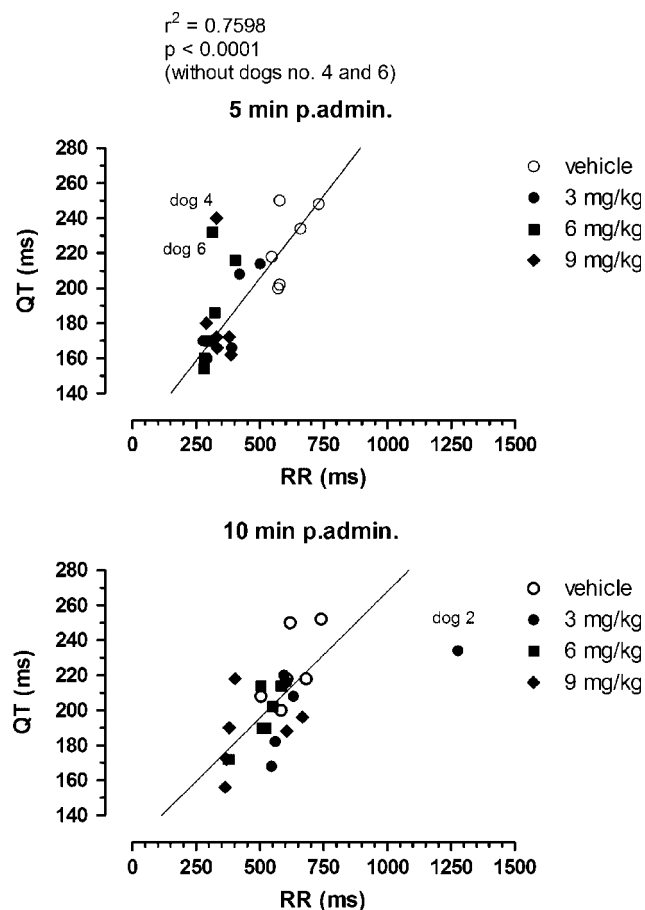 r² = 0.7598
p < 0.0001
(without dogs no. 4 and 6)
5 min p.admin.
280
260
240
220
200
180
160
140
QT (ms)
dog 4
dog 6
vehicle
3 mg/kg
6 mg/kg
9 mg/kg
0 250 500 750 1000 1250 1500
RR (ms)
10 min p.admin.
280
260
240
220
200
180
160
140
QT (ms)
dog 2
vehicle
3 mg/kg
6 mg/kg
9 mg/kg
0 250 500 750 1000 1250 1500
RR (ms)